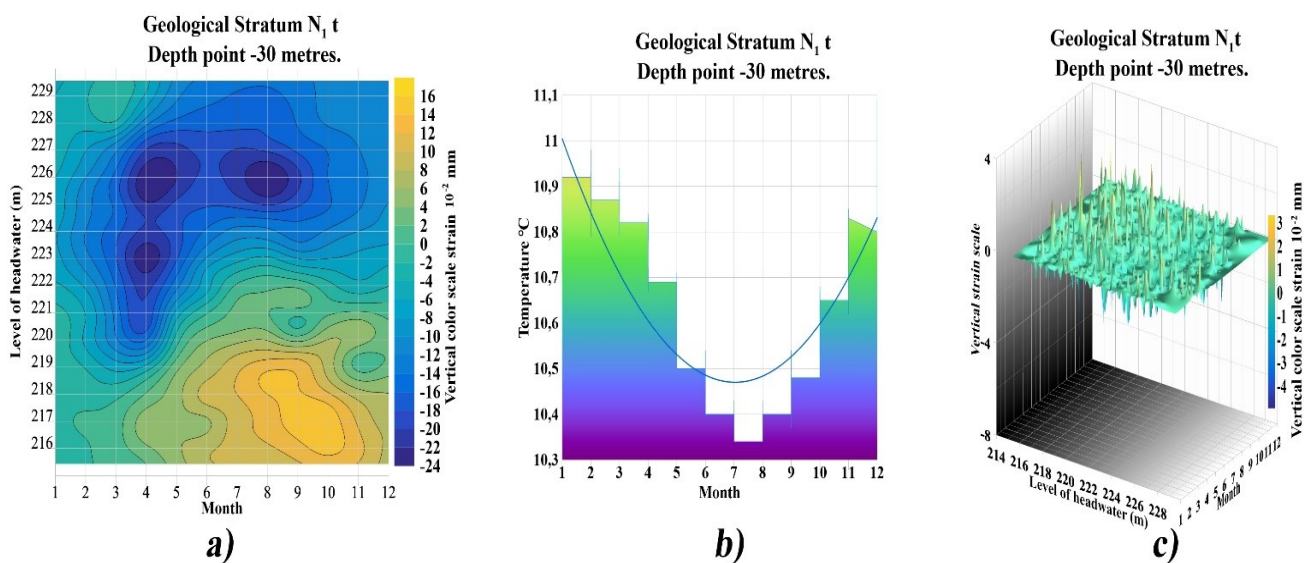 Geological Stratum N1 t
Depth point -30 metres.
229
228
227
226
224
223
222
221
220
219
218
217
216
Level of headwater (m)
1 2 3 4 5 6 7 8 9 10 11 12
Month
16
14
12
10
8
6
4
2
0
-2
-4
-6
-8
-10
-12
-14
-16
-18
-20
-22
-24
Vertical color scale strain 10-2 mm
a)
Geological Stratum N1 t
Depth point -30 metres.
11,1
11
10,9
10,8
10,7
10,6
10,5
10,4
10,3
Temperature °C
1 2 3 4 5 6 7 8 9 10 11 12
Month
b)
Geological Stratum N1t
Depth point -30 metres.
4
0
-4
-8
Vertical strain scale
214 216 218 220 222 224 226 228
Level of headwater (m)
1 2 3 4 5 6 7 8 9 10 11 12
Month
3
2
1
0
-1
-2
-3
-4
Vertical color scale strain 10-2 mm
c)